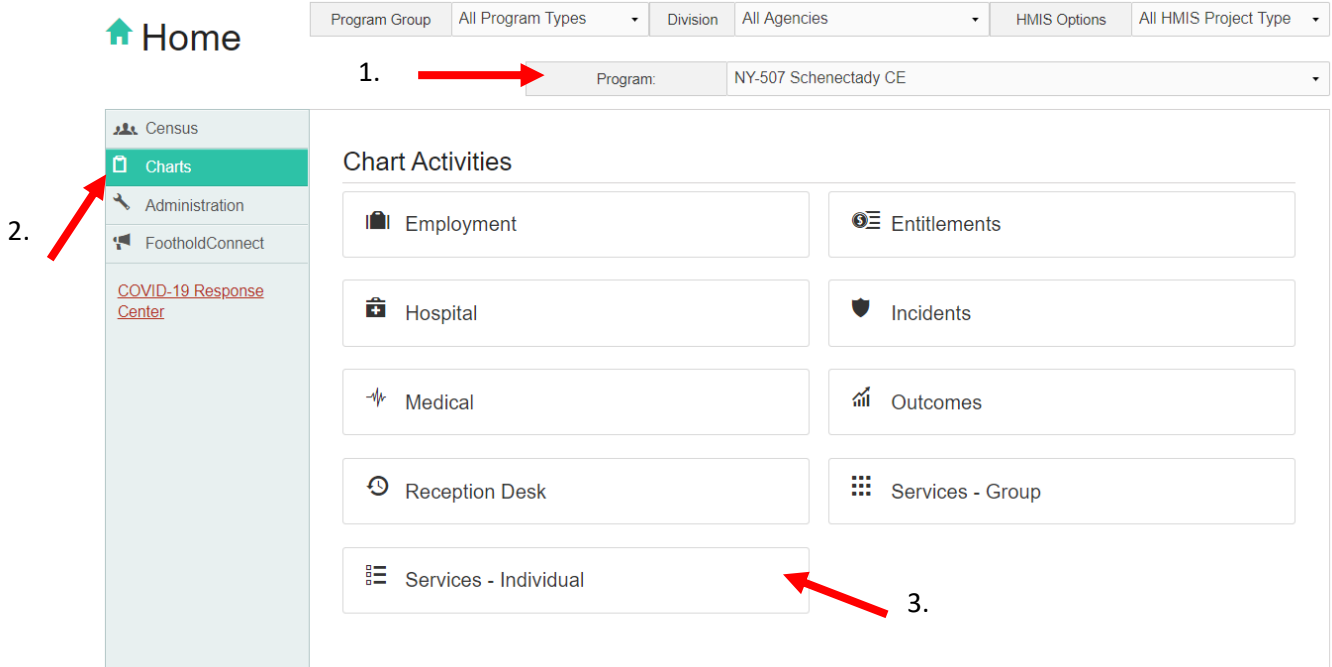 Home
Program Group All Program Types Division All Agencies HMIS Options All HMIS Project Type
1.
Program: NY-507 Schenectady CE
Census
Charts
Administration
FootholdConnect
COVID-19 Response
Center
2.
Chart Activities
Employment
Entitlements
Hospital
Incidents
Medical
Outcomes
Reception Desk
Services - Group
Services - Individual
3.